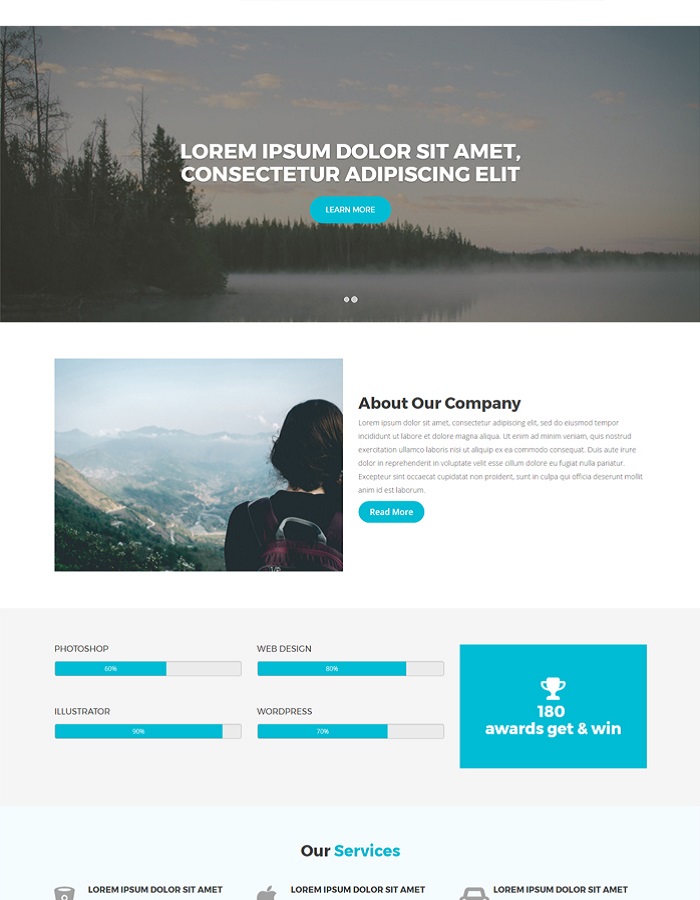 LOREM IPSUM DOLOR SIT AMET,
CONSECTETUR ADIPISCING ELIT
LEARN MORE
About Our Company
Lorem ipsum dolor sit amet, consectetur adipiscing elit, sed do eiusmod tempor
incididunt ut labore et dolore magna aliqua. Ut enim ad minim veniam, quis nostrud
exercitation ullamco laboris nisi ut aliquip ex ea commodo consequat. Duis aute irure
dolor in reprehenderit in voluptate velit esse cillum dolore eu fugiat nulla pariatur.
Excepteur sint occaecat cupidatat non proident, sunt in culpa qui officia deserunt mollit
anim id est laborum.
Read More
PHOTOSHOP
60%
WEB DESIGN
80%
ILLUSTRATOR
90%
WORDPRESS
70%
180
awards get & win
Our Services
LOREM IPSUM DOLOR SIT AMET
LOREM IPSUM DOLOR SIT AMET
LOREM IPSUM DOLOR SIT AMET